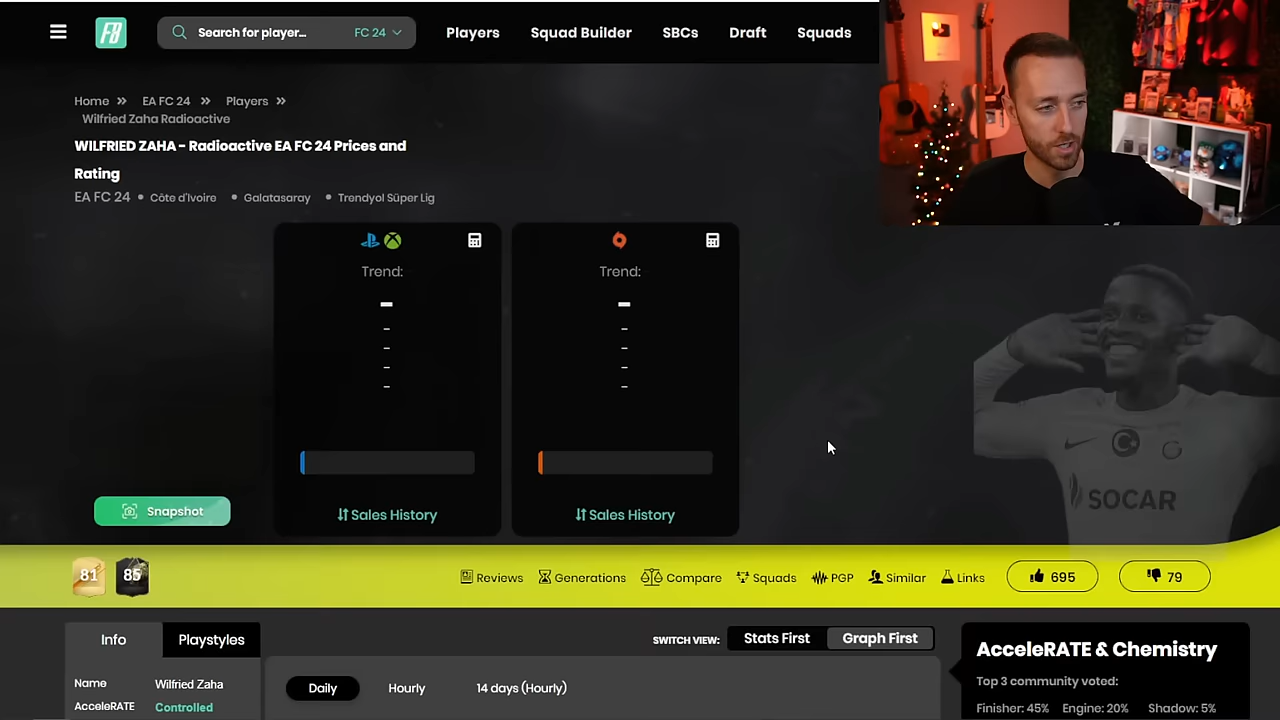 FB
Search for player...
FC 24
Players
Squad Builder
SBCs
Draft
Squads
Home » EA FC 24 » Players »
Wilfried Zaha Radioactive
WILFRIED ZAHA - Radioactive EA FC 24 Prices and
Rating
EA FC 24 • Côte d'Ivoire • Galatasaray • Trendyol Süper Lig
Trend:
Trend:
-
-
-
-
-
-
-
-
-
-
Sales History
Sales History
Snapshot
SOCAR
81
85
Reviews
Generations
Compare
Squads
PGP
Similar
Links
695
79
Info
Playstyles
SWITCH VIEW:
Stats First
Graph First
AcceleRATE & Chemistry
Name
Wilfried Zaha
Daily
Hourly
14 days (Hourly)
Top 3 community voted:
AcceleRATE
Controlled
Finisher: 45%
Engine: 20%
Shadow: 5%